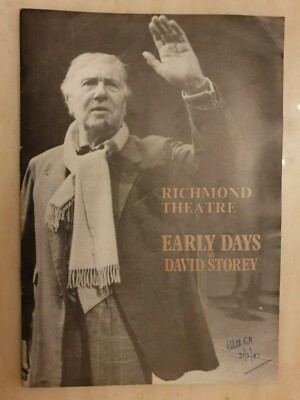 RICHMOND
THEATRE
EARLY DAYS
by
DAVID STOREY